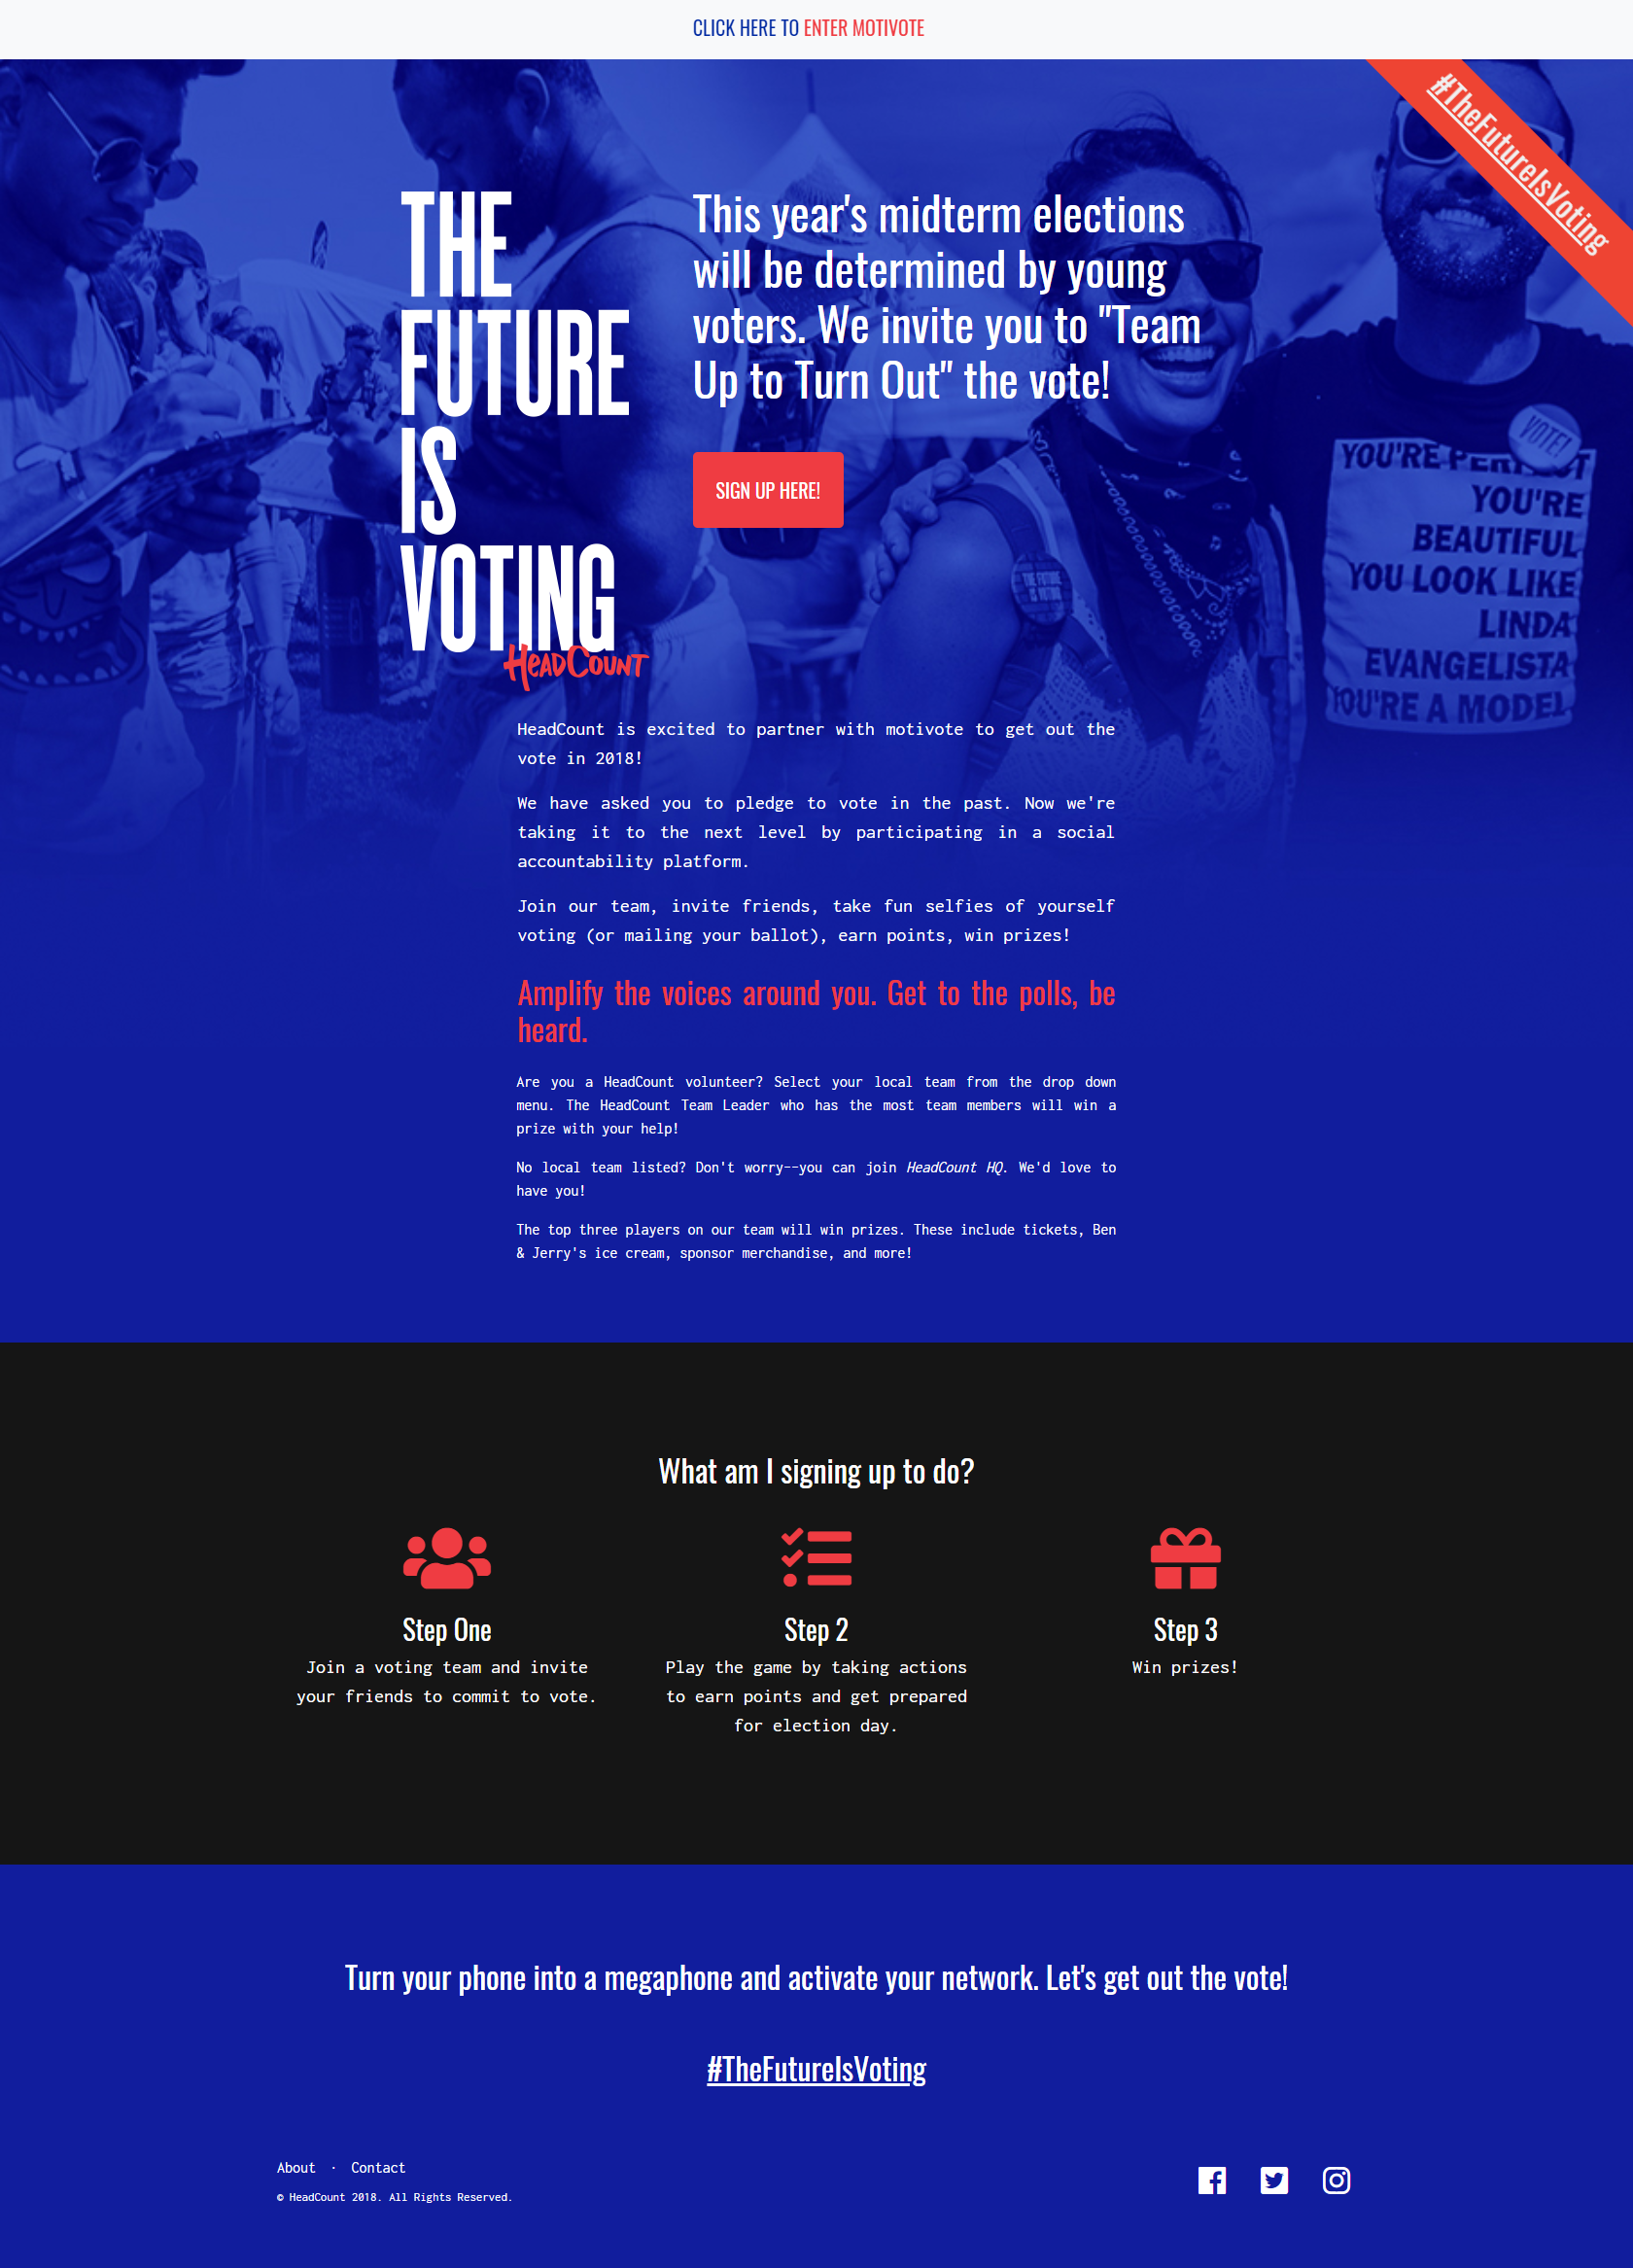 CLICK HERE TO ENTER MOTIVOTE
#TheFutureIsVoting
THE
FUTURE
IS
VOTING
HEADCOUNT
This year's midterm elections
will be determined by young
voters. We invite you to "Team
Up to Turn Out" the vote!
SIGN UP HERE!
VOTE!
YOU'RE PERFECT
YOU'RE
BEAUTIFUL
YOU LOOK LIKE
LINDA
EVANGELISTA
YOU'RE A MODEL
THE FUTURE
IS VOTING
HeadCount is excited to partner with motivote to get out the
vote in 2018!
We have asked you to pledge to vote in the past. Now we're
taking it to the next level by participating in a social
accountability platform.
Join our team, invite friends, take fun selfies of yourself
voting (or mailing your ballot), earn points, win prizes!
Amplify the voices around you. Get to the polls, be
heard.
Are you a HeadCount volunteer? Select your local team from the drop down
menu. The HeadCount Team Leader who has the most team members will win a
prize with your help!
No local team listed? Don't worry--you can join HeadCount HQ. We'd love to
have you!
The top three players on our team will win prizes. These include tickets, Ben
& Jerry's ice cream, sponsor merchandise, and more!
What am I signing up to do?
Step One
Join a voting team and invite
your friends to commit to vote.
Step 2
Play the game by taking actions
to earn points and get prepared
for election day.
Step 3
Win prizes!
Turn your phone into a megaphone and activate your network. Let's get out the vote!
#TheFutureIsVoting
About · Contact
© HeadCount 2018. All Rights Reserved.